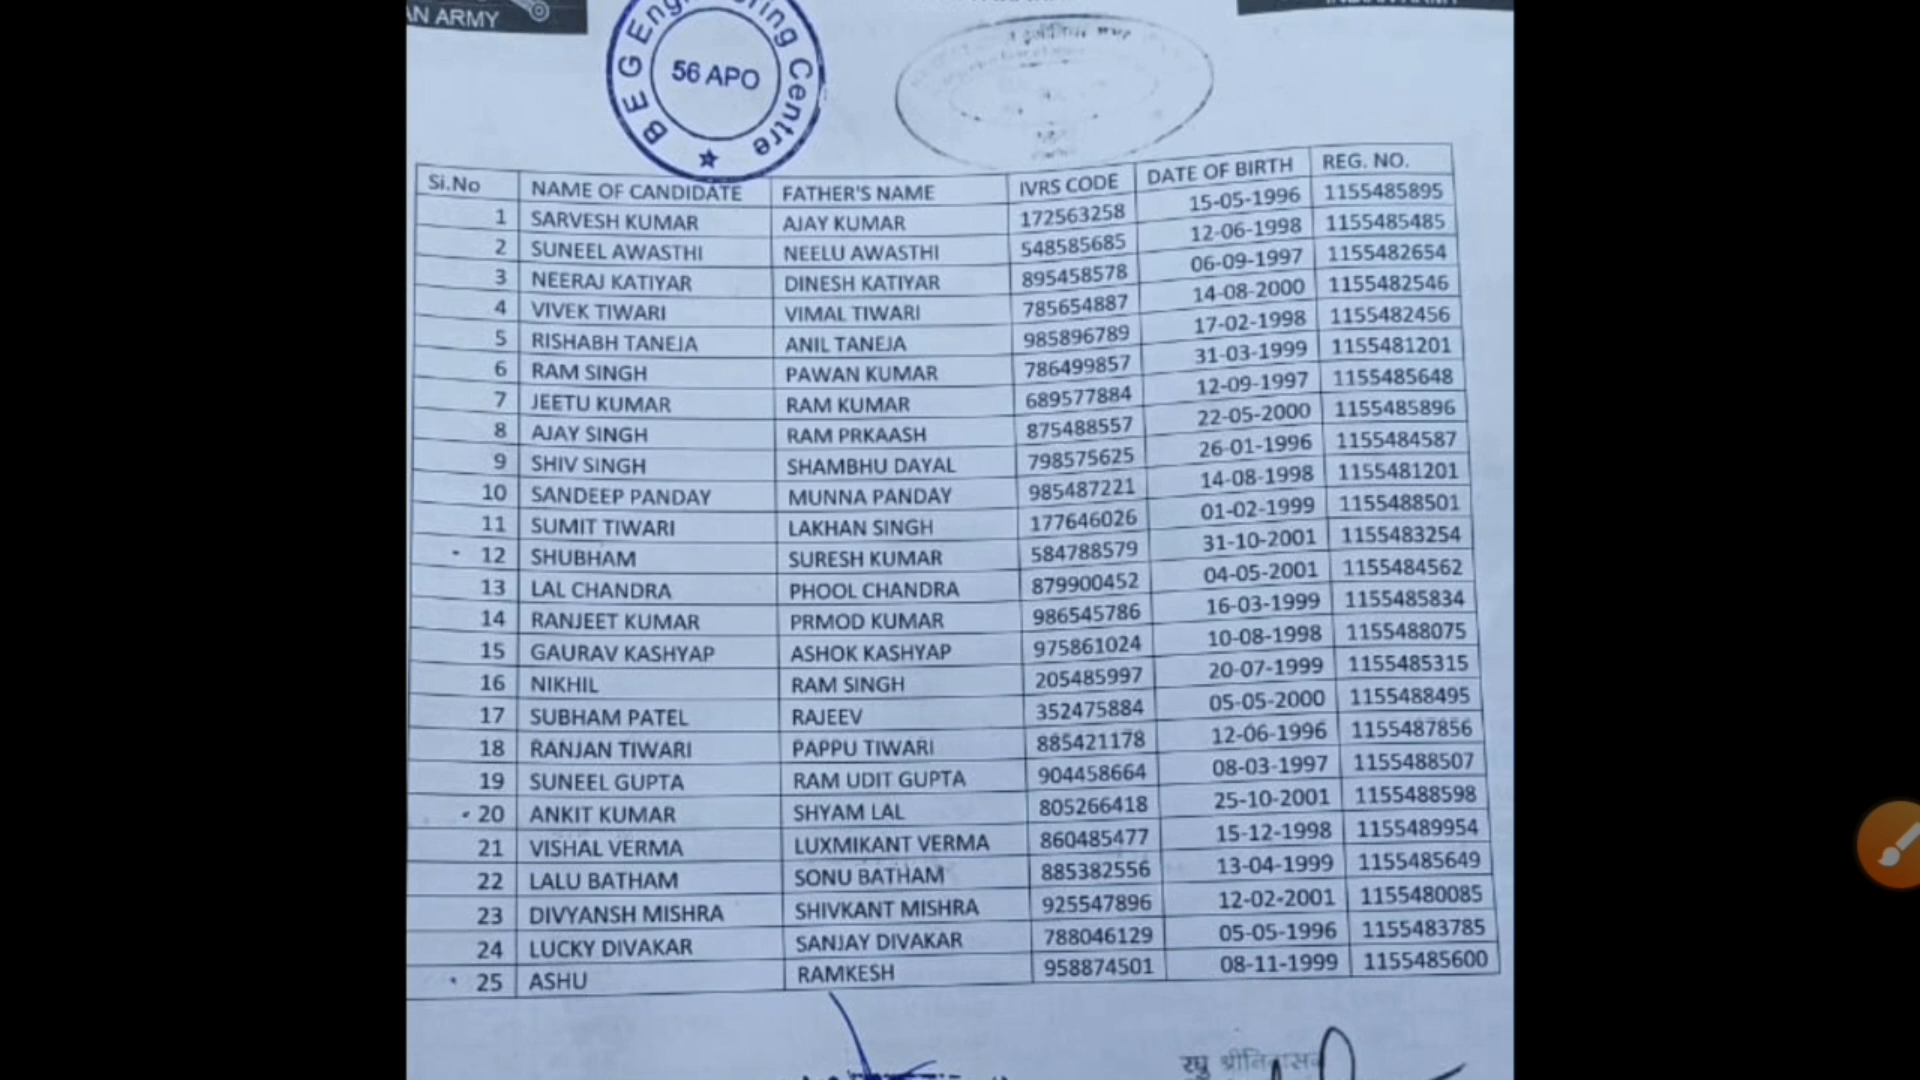 AN ARMY
BEG Engineering Centre
56 APO
Si.No NAME OF CANDIDATE FATHER'S NAME IVRS CODE DATE OF BIRTH REG. NO.
1 SARVESH KUMAR AJAY KUMAR 172563258 15-05-1996 1155485895
2 SUNEEL AWASTHI NEELU AWASTHI 548585685 12-06-1998 1155485485
3 NEERAJ KATIYAR DINESH KATIYAR 895458578 06-09-1997 1155482654
4 VIVEK TIWARI VIMAL TIWARI 785654887 14-08-2000 1155482546
5 RISHABH TANEJA ANIL TANEJA 985896789 17-02-1998 1155482456
6 RAM SINGH PAWAN KUMAR 786499857 31-03-1999 1155481201
7 JEETU KUMAR RAM KUMAR 689577884 12-09-1997 1155485648
8 AJAY SINGH RAM PRKAASH 875488557 22-05-2000 1155485896
9 SHIV SINGH SHAMBHU DAYAL 798575625 26-01-1996 1155484587
10 SANDEEP PANDAY MUNNA PANDAY 985487221 14-08-1998 1155481201
11 SUMIT TIWARI LAKHAN SINGH 177646026 01-02-1999 1155488501
12 SHUBHAM SURESH KUMAR 584788579 31-10-2001 1155483254
13 LAL CHANDRA PHOOL CHANDRA 879900452 04-05-2001 1155484562
14 RANJEET KUMAR PRMOD KUMAR 986545786 16-03-1999 1155485834
15 GAURAV KASHYAP ASHOK KASHYAP 975861024 10-08-1998 1155488075
16 NIKHIL RAM SINGH 205485997 20-07-1999 1155485315
17 SUBHAM PATEL RAJEEV 352475884 05-05-2000 1155488495
18 RANJAN TIWARI PAPPU TIWARI 885421178 12-06-1996 1155487856
19 SUNEEL GUPTA RAM UDIT GUPTA 904458664 08-03-1997 1155488507
20 ANKIT KUMAR SHYAM LAL 805266418 25-10-2001 1155488598
21 VISHAL VERMA LUXMIKANT VERMA 860485477 15-12-1998 1155489954
22 LALU BATHAM SONU BATHAM 885382556 13-04-1999 1155485649
23 DIVYANSH MISHRA SHIVKANT MISHRA 925547896 12-02-2001 1155480085
24 LUCKY DIVAKAR SANJAY DIVAKAR 788046129 05-05-1996 1155483785
25 ASHU RAMKESH 958874501 08-11-1999 1155485600
रघु